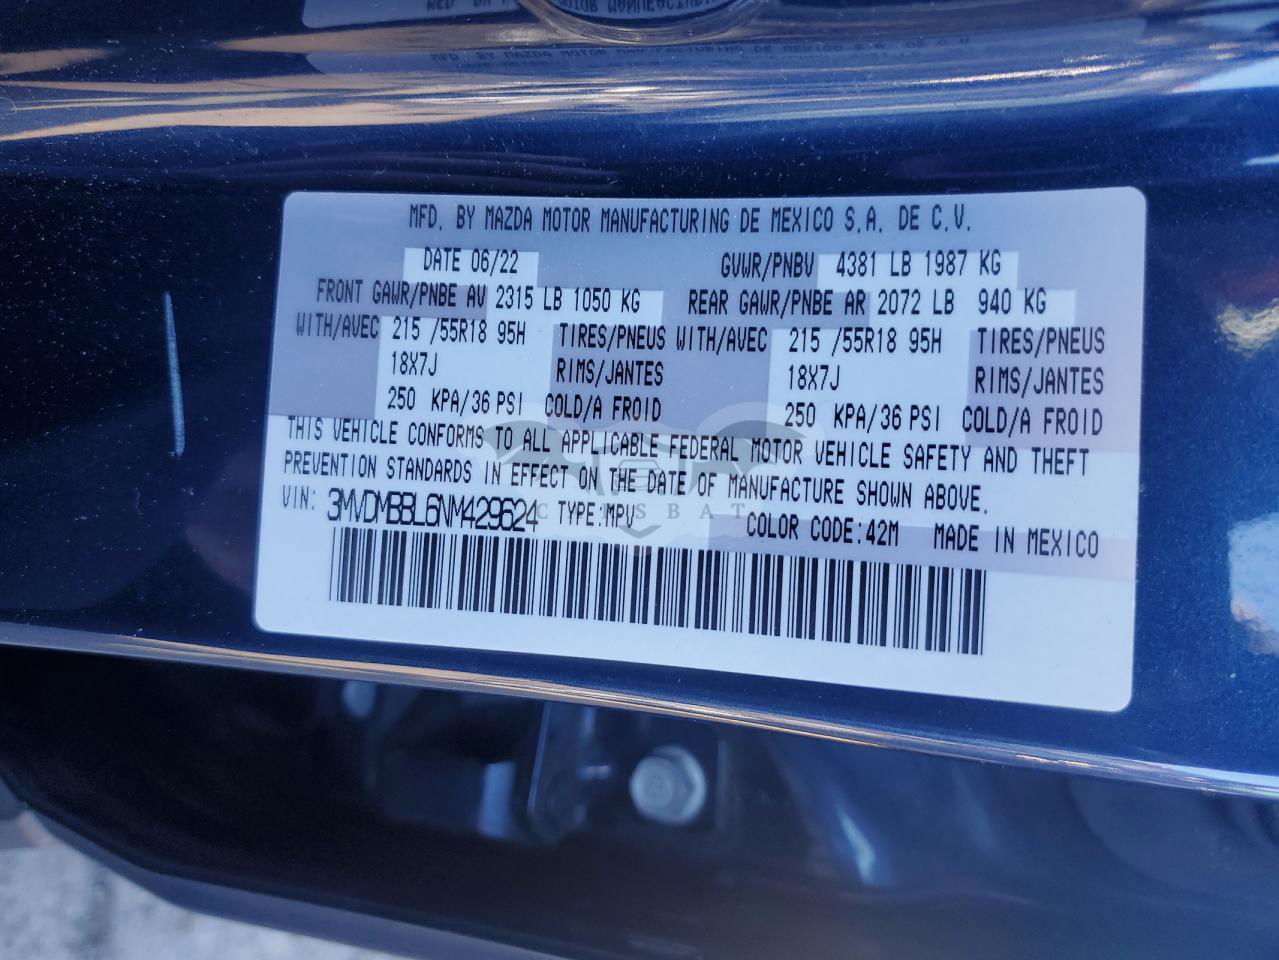 MFD. BY MAZDA MOTOR MANUFACTURING DE MEXICO S.A. DE C.V.
DATE 06/22 GVWR/PNBV 4381 LB 1987 KG
FRONT GAWR/PNBE AV 2315 LB 1050 KG REAR GAWR/PNBE AR 2072 LB 940 KG
WITH/AVEC 215 /55R18 95H TIRES/PNEUS WITH/AVEC 215 /55R18 95H TIRES/PNEUS
18X7J RIMS/JANTES 18X7J RIMS/JANTES
250 KPA/36 PSI COLD/A FROID 250 KPA/36 PSI COLD/A FROID
THIS VEHICLE CONFORMS TO ALL APPLICABLE FEDERAL MOTOR VEHICLE SAFETY AND THEFT
PREVENTION STANDARDS IN EFFECT ON THE DATE OF MANUFACTURE SHOWN ABOVE.
VIN: 3MVDMBBL6NM429624 TYPE:MPV COLOR CODE:42M MADE IN MEXICO